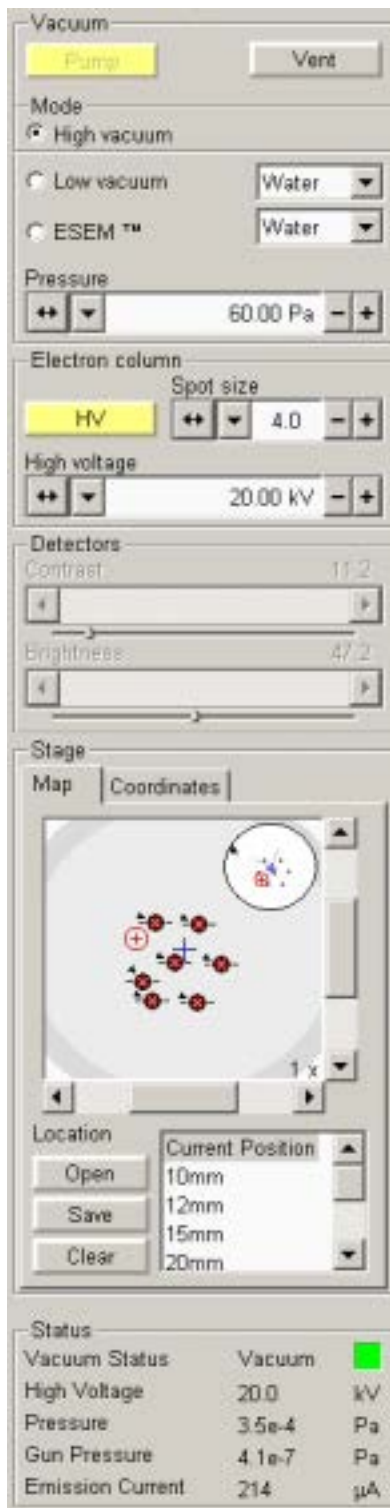 Vacuum
Pump Vent
Mode
High vacuum
Low vacuum Water
ESEM ™ Water
Pressure
60.00 Pa
Electron column
Spot size
HV 4.0
High voltage
20.00 kV
Detectors
Contrast 11.2
Brightness 47.2
Stage
Map Coordinates
1 x
Location
Open
Save
Clear
Current Position
10mm
12mm
15mm
20mm
Status
Vacuum Status Vacuum
High Voltage 20.0 kV
Pressure 3.5e-4 Pa
Gun Pressure 4.1e-7 Pa
Emission Current 214 µA